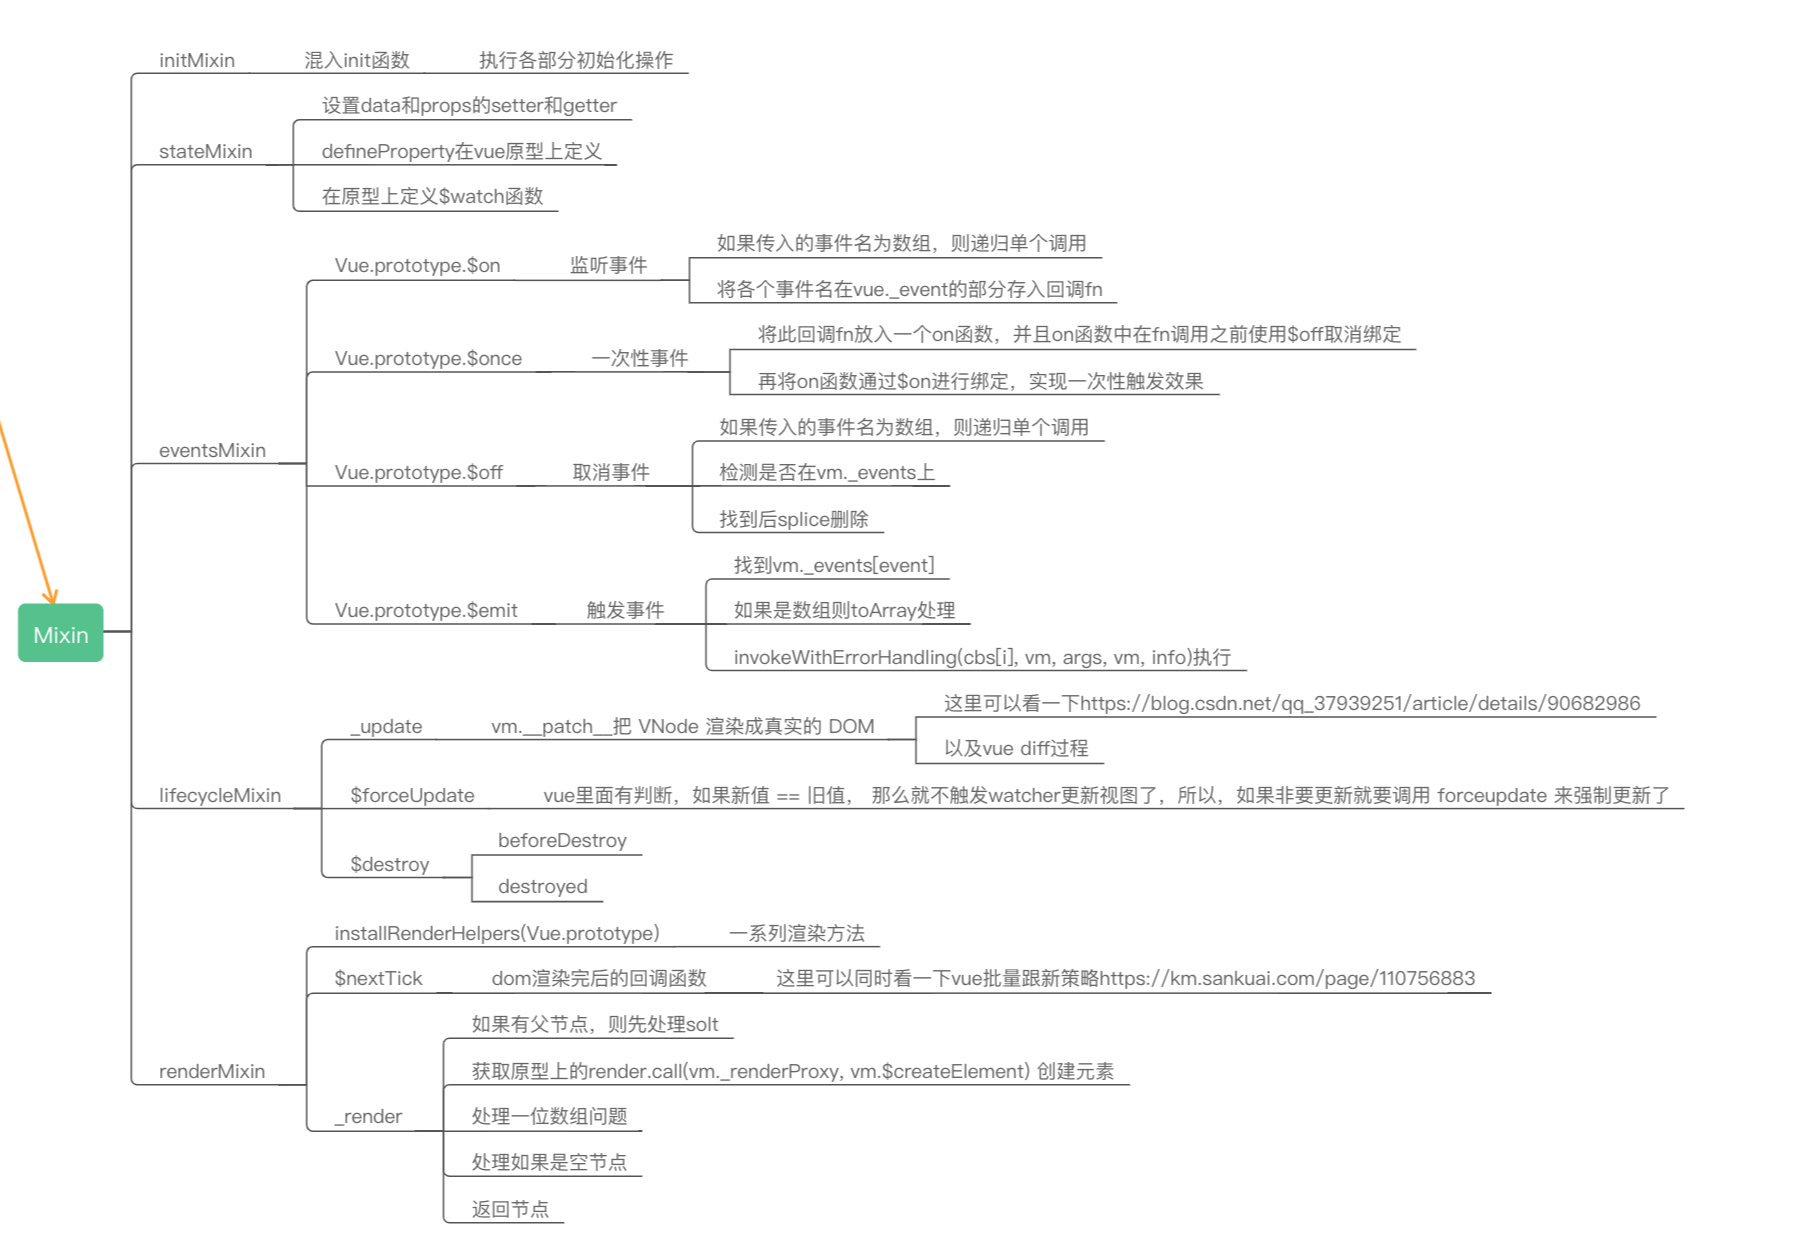 Mixin
initMixin
混入init函数
执行各部分初始化操作
stateMixin
设置data和props的setter和getter
defineProperty在vue原型上定义
在原型上定义$watch函数
eventsMixin
Vue.prototype.$on
监听事件
如果传入的事件名为数组，则递归单个调用
将各个事件名在vue._event的部分存入回调fn
Vue.prototype.$once
一次性事件
将此回调fn放入一个on函数，并且on函数中在fn调用之前使用$off取消绑定
再将on函数通过$on进行绑定，实现一次性触发效果
Vue.prototype.$off
取消事件
如果传入的事件名为数组，则递归单个调用
检测是否在vm._events上
找到后splice删除
Vue.prototype.$emit
触发事件
找到vm._events[event]
如果是数组则toArray处理
invokeWithErrorHandling(cbs[i], vm, args, vm, info)执行
lifecycleMixin
_update
vm.__patch__把 VNode 渲染成真实的 DOM
这里可以看一下https://blog.csdn.net/qq_37939251/article/details/90682986
以及vue diff过程
$forceUpdate
vue里面有判断，如果新值 == 旧值， 那么就不触发watcher更新视图了，所以，如果非要更新就要调用 forceupdate 来强制更新了
$destroy
beforeDestroy
destroyed
renderMixin
installRenderHelpers(Vue.prototype)
一系列渲染方法
$nextTick
dom渲染完后的回调函数
这里可以同时看一下vue批量跟新策略https://km.sankuai.com/page/110756883
_render
如果有父节点，则先处理solt
获取原型上的render.call(vm._renderProxy, vm.$createElement) 创建元素
处理一位数组问题
处理如果是空节点
返回节点